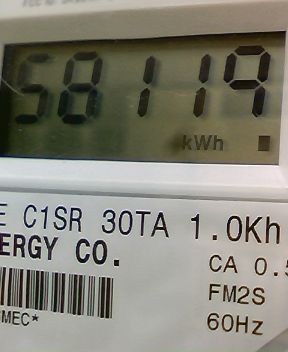 58119
kWh
E C1SR 30TA 1.0Kh
ERGY CO.
CA 0.5
FM2S
MEC*
60Hz